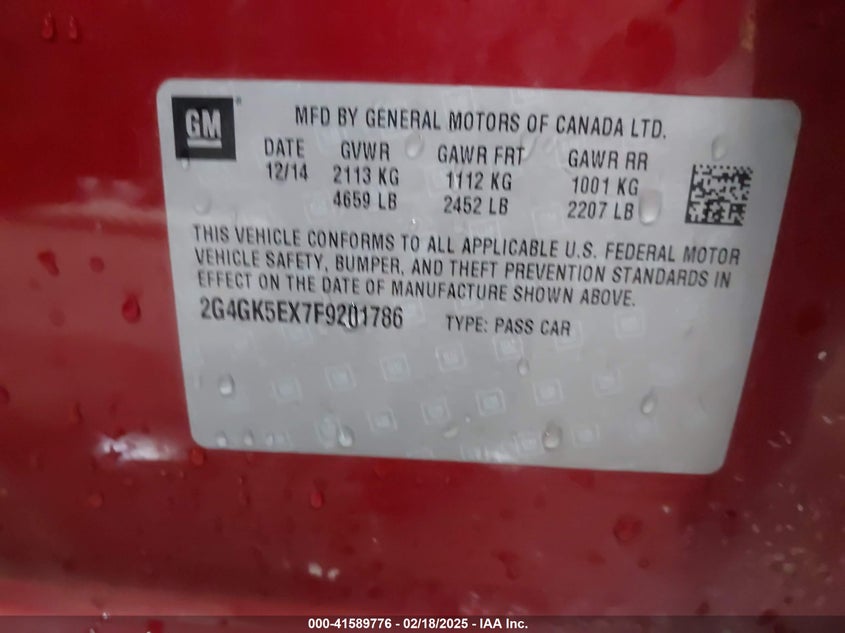 GM
MFD BY GENERAL MOTORS OF CANADA LTD.
DATE GVWR GAWR FRT GAWR RR
12/14 2113 KG 1112 KG 1001 KG
4659 LB 2452 LB 2207 LB
THIS VEHICLE CONFORMS TO ALL APPLICABLE U.S. FEDERAL MOTOR
VEHICLE SAFETY, BUMPER, AND THEFT PREVENTION STANDARDS IN
EFFECT ON THE DATE OF MANUFACTURE SHOWN ABOVE.
2G4GK5EX7F9201786 TYPE: PASS CAR
000-41589776 - 02/18/2025 - IAA Inc.